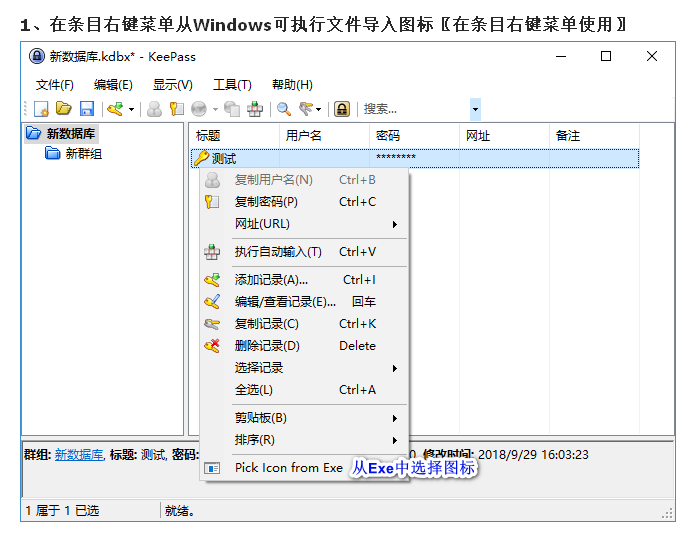 1、在条目右键菜单从Windows可执行文件导入图标〖在条目右键菜单使用〗
新数据库.kdbx* - KeePass
文件(F) 编辑(E) 显示(V) 工具(T) 帮助(H)
搜索...
新数据库
新群组
标题 用户名 密码 网址 备注
测试 ********
复制用户名(N) Ctrl+B
复制密码(P) Ctrl+C
网址(URL)
执行自动输入(T) Ctrl+V
添加记录(A)... Ctrl+I
编辑/查看记录(E)... 回车
复制记录(C) Ctrl+K
删除记录(D) Delete
选择记录
全选(L) Ctrl+A
剪贴板(B)
排序(R)
Pick Icon from Exe 从Exe中选择图标
群组: 新数据库, 标题: 测试, 密码: 0 修改时间: 2018/9/29 16:03:23
1 属于 1 已选 就绪。